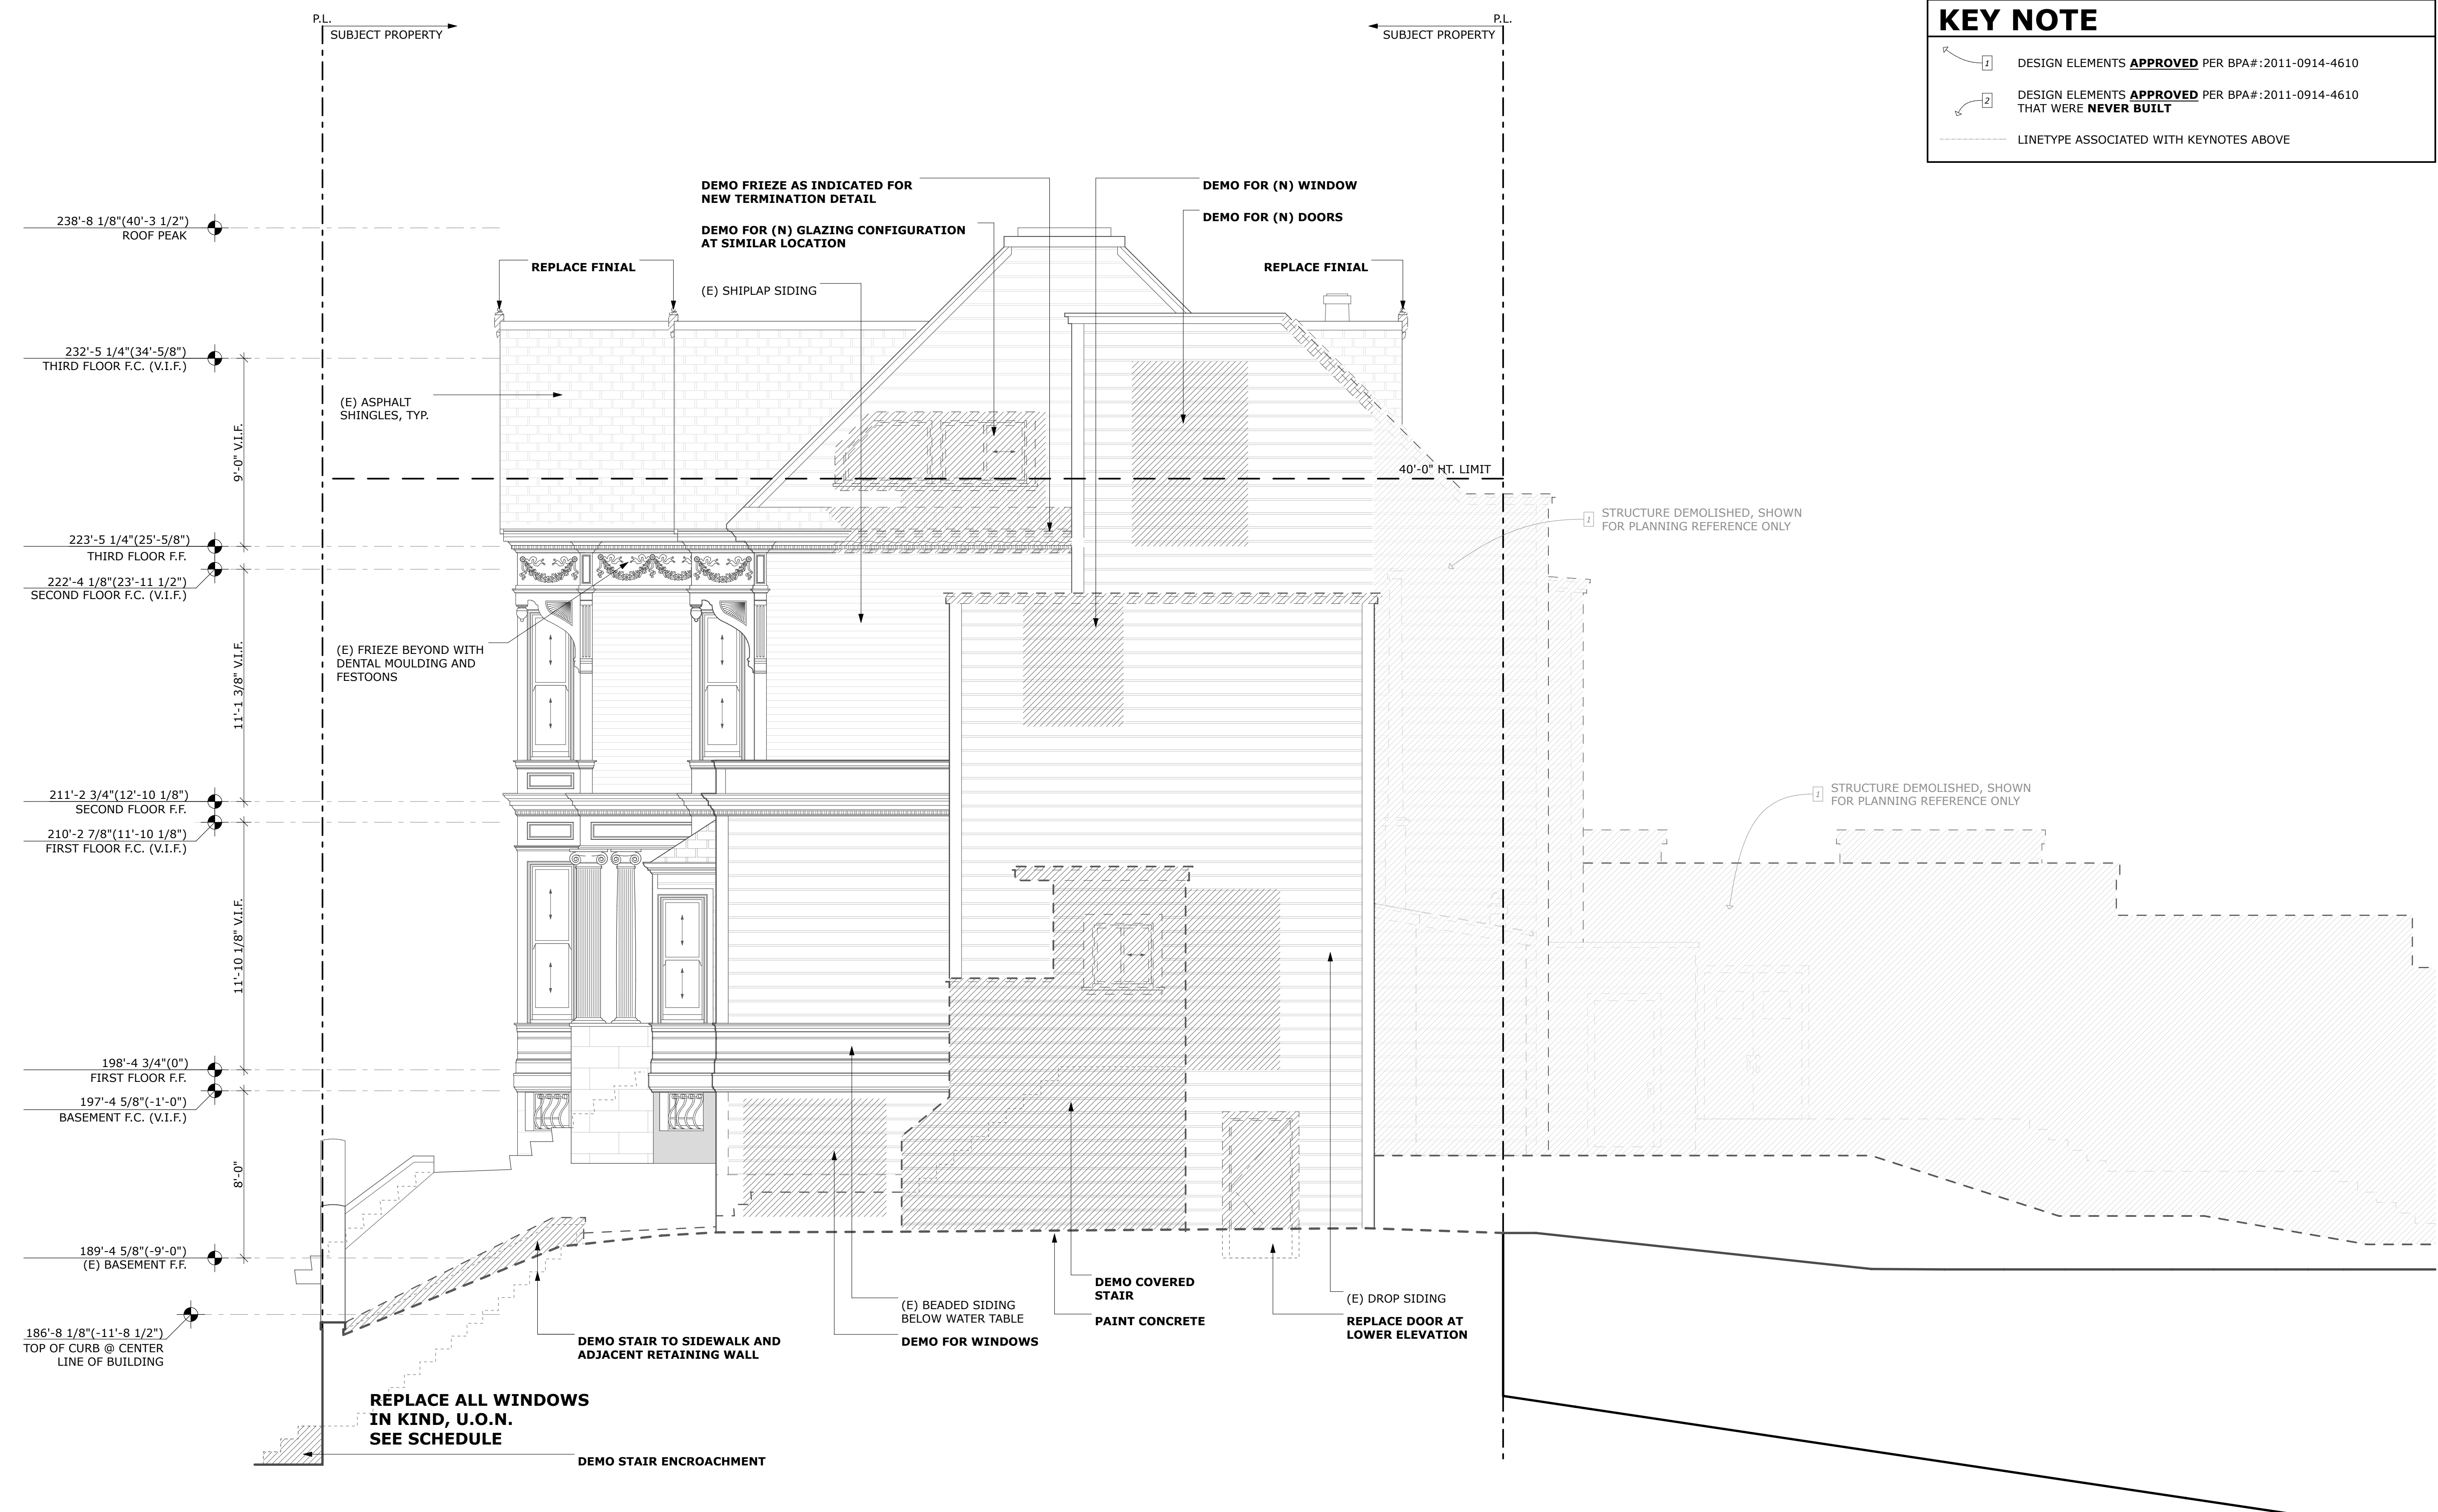 P.L.
SUBJECT PROPERTY
P.L.
SUBJECT PROPERTY
KEY NOTE
1 DESIGN ELEMENTS APPROVED PER BPA#:2011-0914-4610
2 DESIGN ELEMENTS APPROVED PER BPA#:2011-0914-4610
THAT WERE NEVER BUILT
LINETYPE ASSOCIATED WITH KEYNOTES ABOVE
DEMO FRIEZE AS INDICATED FOR
NEW TERMINATION DETAIL
DEMO FOR (N) GLAZING CONFIGURATION
AT SIMILAR LOCATION
(E) SHIPLAP SIDING
DEMO FOR (N) WINDOW
DEMO FOR (N) DOORS
REPLACE FINIAL
REPLACE FINIAL
238'-8 1/8"(40'-3 1/2")
ROOF PEAK
232'-5 1/4"(34'-5/8")
THIRD FLOOR F.C. (V.I.F.)
(E) ASPHALT
SHINGLES, TYP.
9'-0" V.I.F.
40'-0" HT. LIMIT
1 STRUCTURE DEMOLISHED, SHOWN
FOR PLANNING REFERENCE ONLY
223'-5 1/4"(25'-5/8")
THIRD FLOOR F.F.
222'-4 1/8"(23'-11 1/2")
SECOND FLOOR F.C. (V.I.F.)
(E) FRIEZE BEYOND WITH
DENTAL MOULDING AND
FESTOONS
11'-1 3/8" V.I.F.
211'-2 3/4"(12'-10 1/8")
SECOND FLOOR F.F.
210'-2 7/8"(11'-10 1/8")
FIRST FLOOR F.C. (V.I.F.)
1 STRUCTURE DEMOLISHED, SHOWN
FOR PLANNING REFERENCE ONLY
11'-10 1/8" V.I.F.
198'-4 3/4"(0")
FIRST FLOOR F.F.
197'-4 5/8"(-1'-0")
BASEMENT F.C. (V.I.F.)
8'-0"
189'-4 5/8"(-9'-0")
(E) BASEMENT F.F.
186'-8 1/8"(-11'-8 1/2")
TOP OF CURB @ CENTER
LINE OF BUILDING
DEMO STAIR TO SIDEWALK AND
ADJACENT RETAINING WALL
(E) BEADED SIDING
BELOW WATER TABLE
DEMO FOR WINDOWS
DEMO COVERED
STAIR
PAINT CONCRETE
(E) DROP SIDING
REPLACE DOOR AT
LOWER ELEVATION
REPLACE ALL WINDOWS
IN KIND, U.O.N.
SEE SCHEDULE
DEMO STAIR ENCROACHMENT